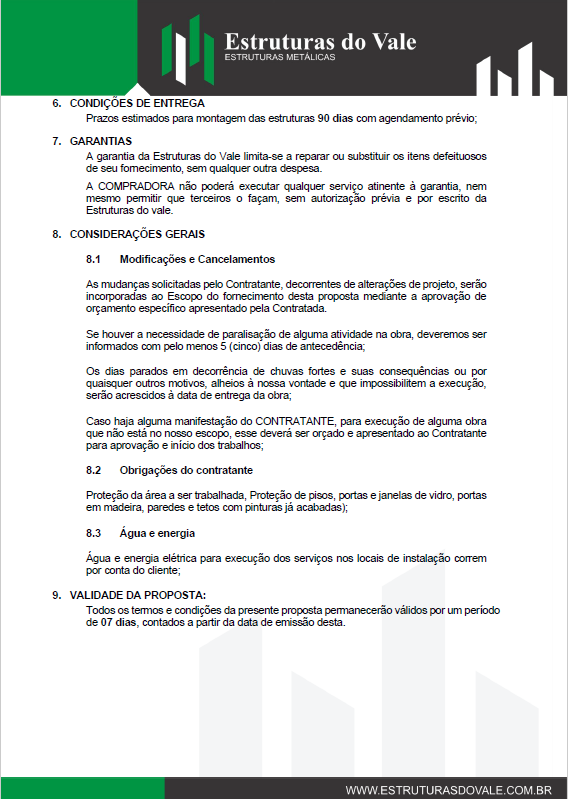 Estruturas do Vale
ESTRUTURAS METÁLICAS
6. CONDIÇÕES DE ENTREGA
Prazos estimados para montagem das estruturas 90 dias com agendamento prévio;
7. GARANTIAS
A garantia da Estruturas do Vale limita-se a reparar ou substituir os itens defeituosos
de seu fornecimento, sem qualquer outra despesa.
A COMPRADORA não poderá executar qualquer serviço atinente à garantia, nem
mesmo permitir que terceiros o façam, sem autorização prévia e por escrito da
Estruturas do vale.
8. CONSIDERAÇÕES GERAIS
8.1 Modificações e Cancelamentos
As mudanças solicitadas pelo Contratante, decorrentes de alterações de projeto, serão
incorporadas ao Escopo do fornecimento desta proposta mediante a aprovação de
orçamento específico apresentado pela Contratada.
Se houver a necessidade de paralisação de alguma atividade na obra, deveremos ser
informados com pelo menos 5 (cinco) dias de antecedência;
Os dias parados em decorrência de chuvas fortes e suas consequências ou por
quaisquer outros motivos, alheios à nossa vontade e que impossibilitem a execução,
serão acrescidos à data de entrega da obra;
Caso haja alguma manifestação do CONTRATANTE, para execução de alguma obra
que não está no nosso escopo, esse deverá ser orçado e apresentado ao Contratante
para aprovação e início dos trabalhos;
8.2 Obrigações do contratante
Proteção da área a ser trabalhada, Proteção de pisos, portas e janelas de vidro, portas
em madeira, paredes e tetos com pinturas já acabadas);
8.3 Água e energia
Água e energia elétrica para execução dos serviços nos locais de instalação correm
por conta do cliente;
9. VALIDADE DA PROPOSTA:
Todos os termos e condições da presente proposta permanecerão válidos por um período
de 07 dias, contados a partir da data de emissão desta.
WWW.ESTRUTURASDOVALE.COM.BR